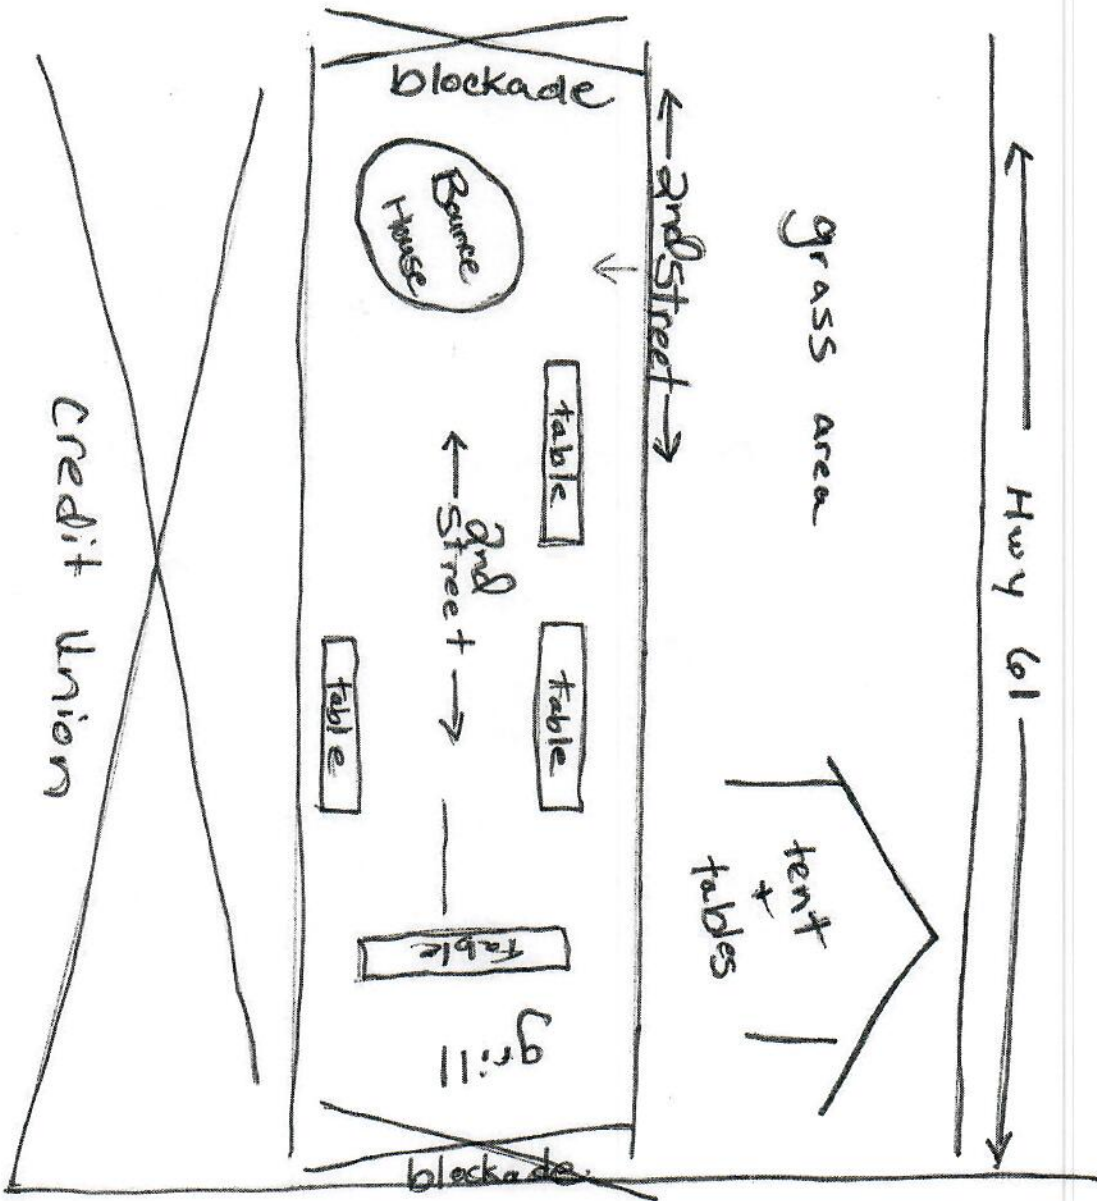 blockade
Bounce
House
←2nd Street→
grass area
Hwy 61
table
←2nd
Street→
table
table
tent
+
tables
Credit Union
table
grill
blockade